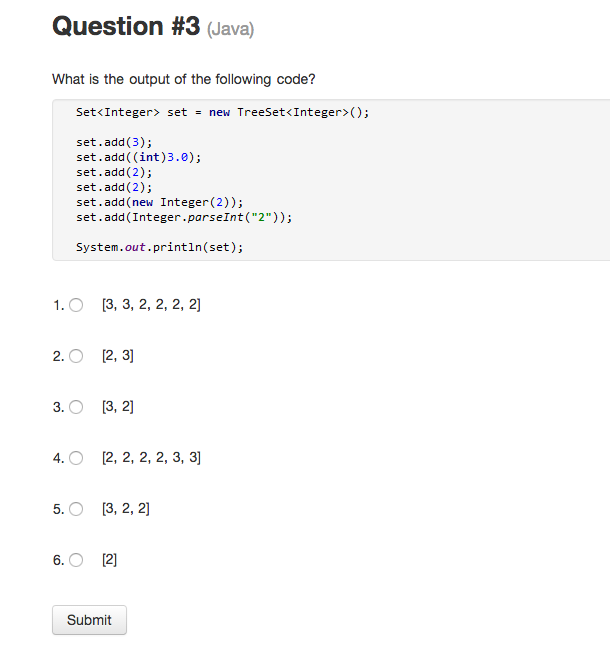 Question #3 (Java)
What is the output of the following code?
Set<Integer> set = new TreeSet<Integer>();
set.add(3);
set.add((int)3.0);
set.add(2);
set.add(2);
set.add(new Integer(2));
set.add(Integer.parseInt("2"));
System.out.println(set);
1. [3, 3, 2, 2, 2, 2]
2. [2, 3]
3. [3, 2]
4. [2, 2, 2, 2, 3, 3]
5. [3, 2, 2]
6. [2]
Submit